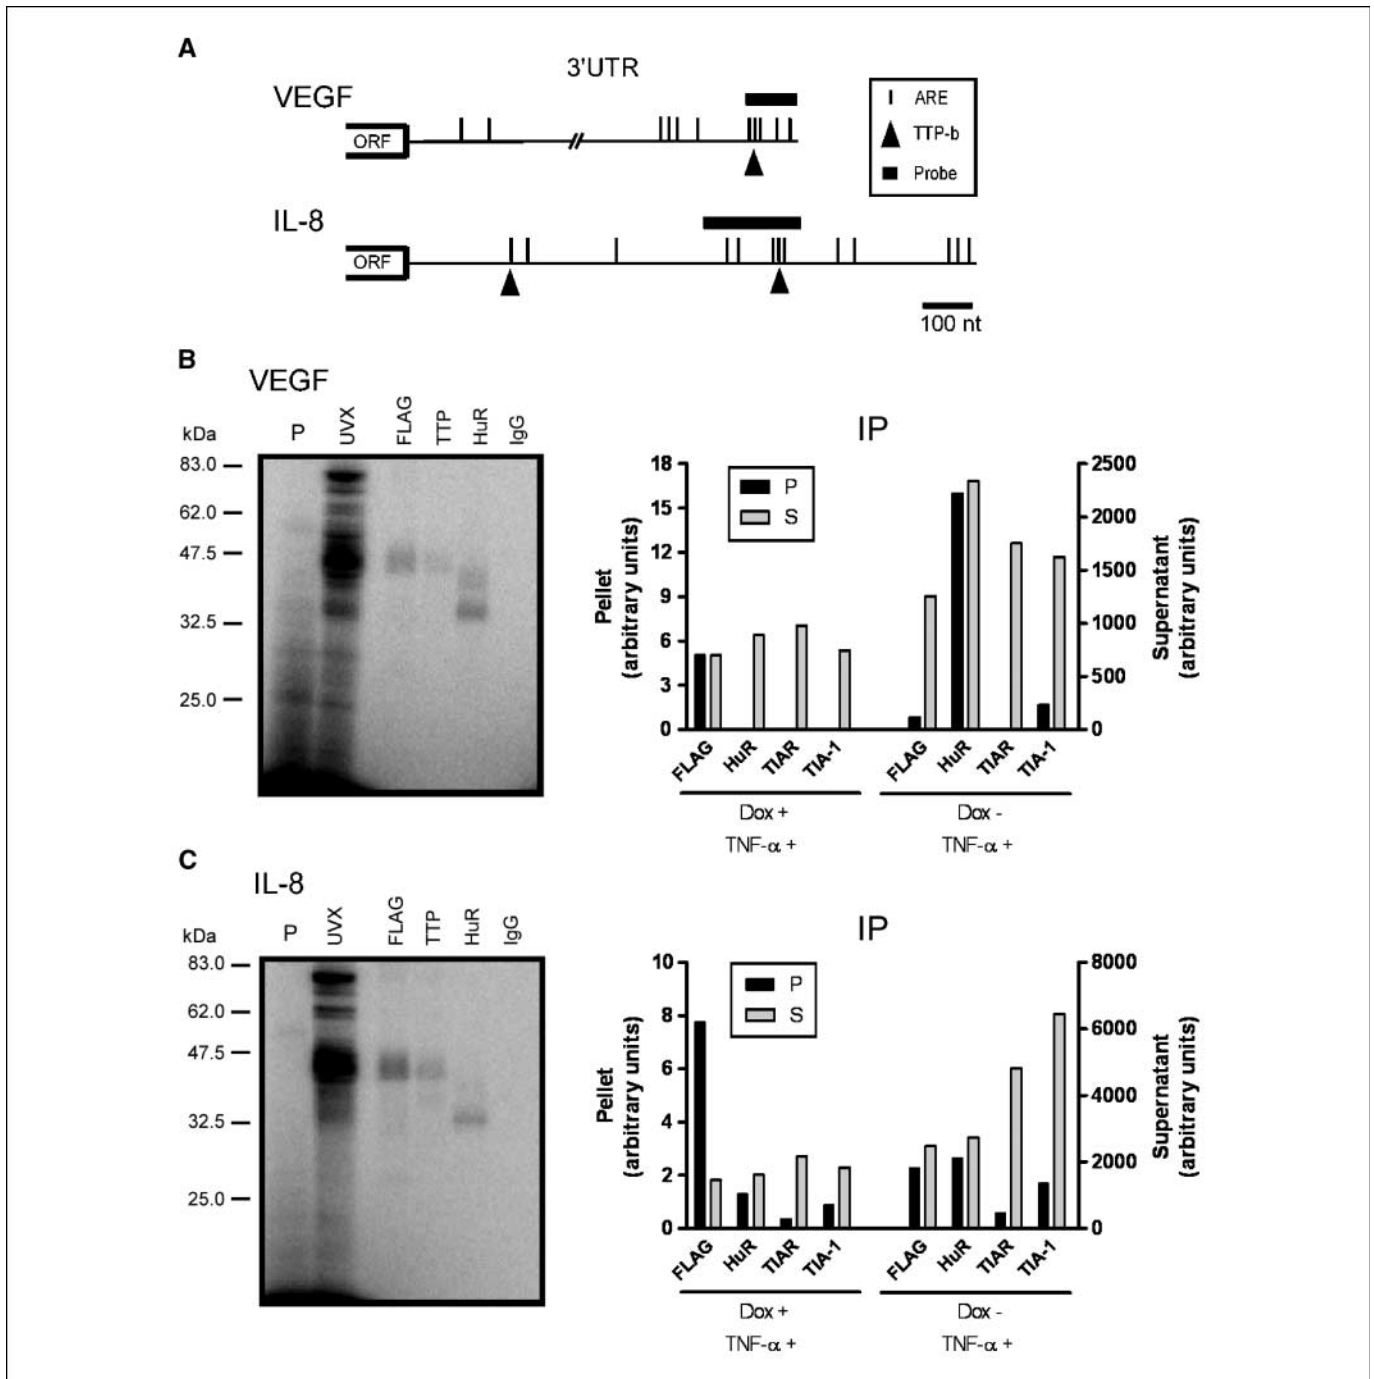 A
3'UTR
VEGF
ORF
ARE
TTP-b
Probe
IL-8
ORF
100 nt
B
VEGF
kDa
P
UVX
FLAG
TTP
HuR
IgG
83.0
62.0
47.5
32.5
25.0
IP
Pellet
(arbitrary units)
18
15
12
9
6
3
0
P
S
2500
2000
1500
1000
500
0
Supernatant
(arbitrary units)
FLAG
HuR
TIAR
TIA-1
FLAG
HuR
TIAR
TIA-1
Dox +
TNF-α +
Dox -
TNF-α +
C
IL-8
kDa
P
UVX
FLAG
TTP
HuR
IgG
83.0
62.0
47.5
32.5
25.0
IP
Pellet
(arbitrary units)
10
8
6
4
2
0
P
S
8000
6000
4000
2000
0
Supernatant
(arbitrary units)
FLAG
HuR
TIAR
TIA-1
FLAG
HuR
TIAR
TIA-1
Dox +
TNF-α +
Dox -
TNF-α +